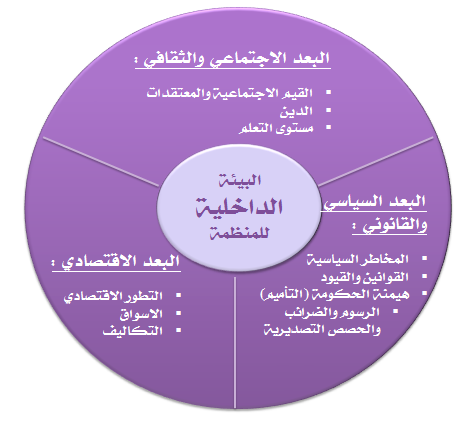 البعد الاجتماعي والثقافي :
القيم الاجتماعية والمعتقدات
الدين
مستوى التعلم
البيئة
الداخلية
للمنظمة
البعد السياسي
والقانوني :
المخاطر السياسية
القوانين والقيود
هيمنة الحكومة (التأميم)
الرسوم والضرائب
والحصص التصديرية
البعد الاقتصادي :
التطور الاقتصادي
الاسواق
التكاليف